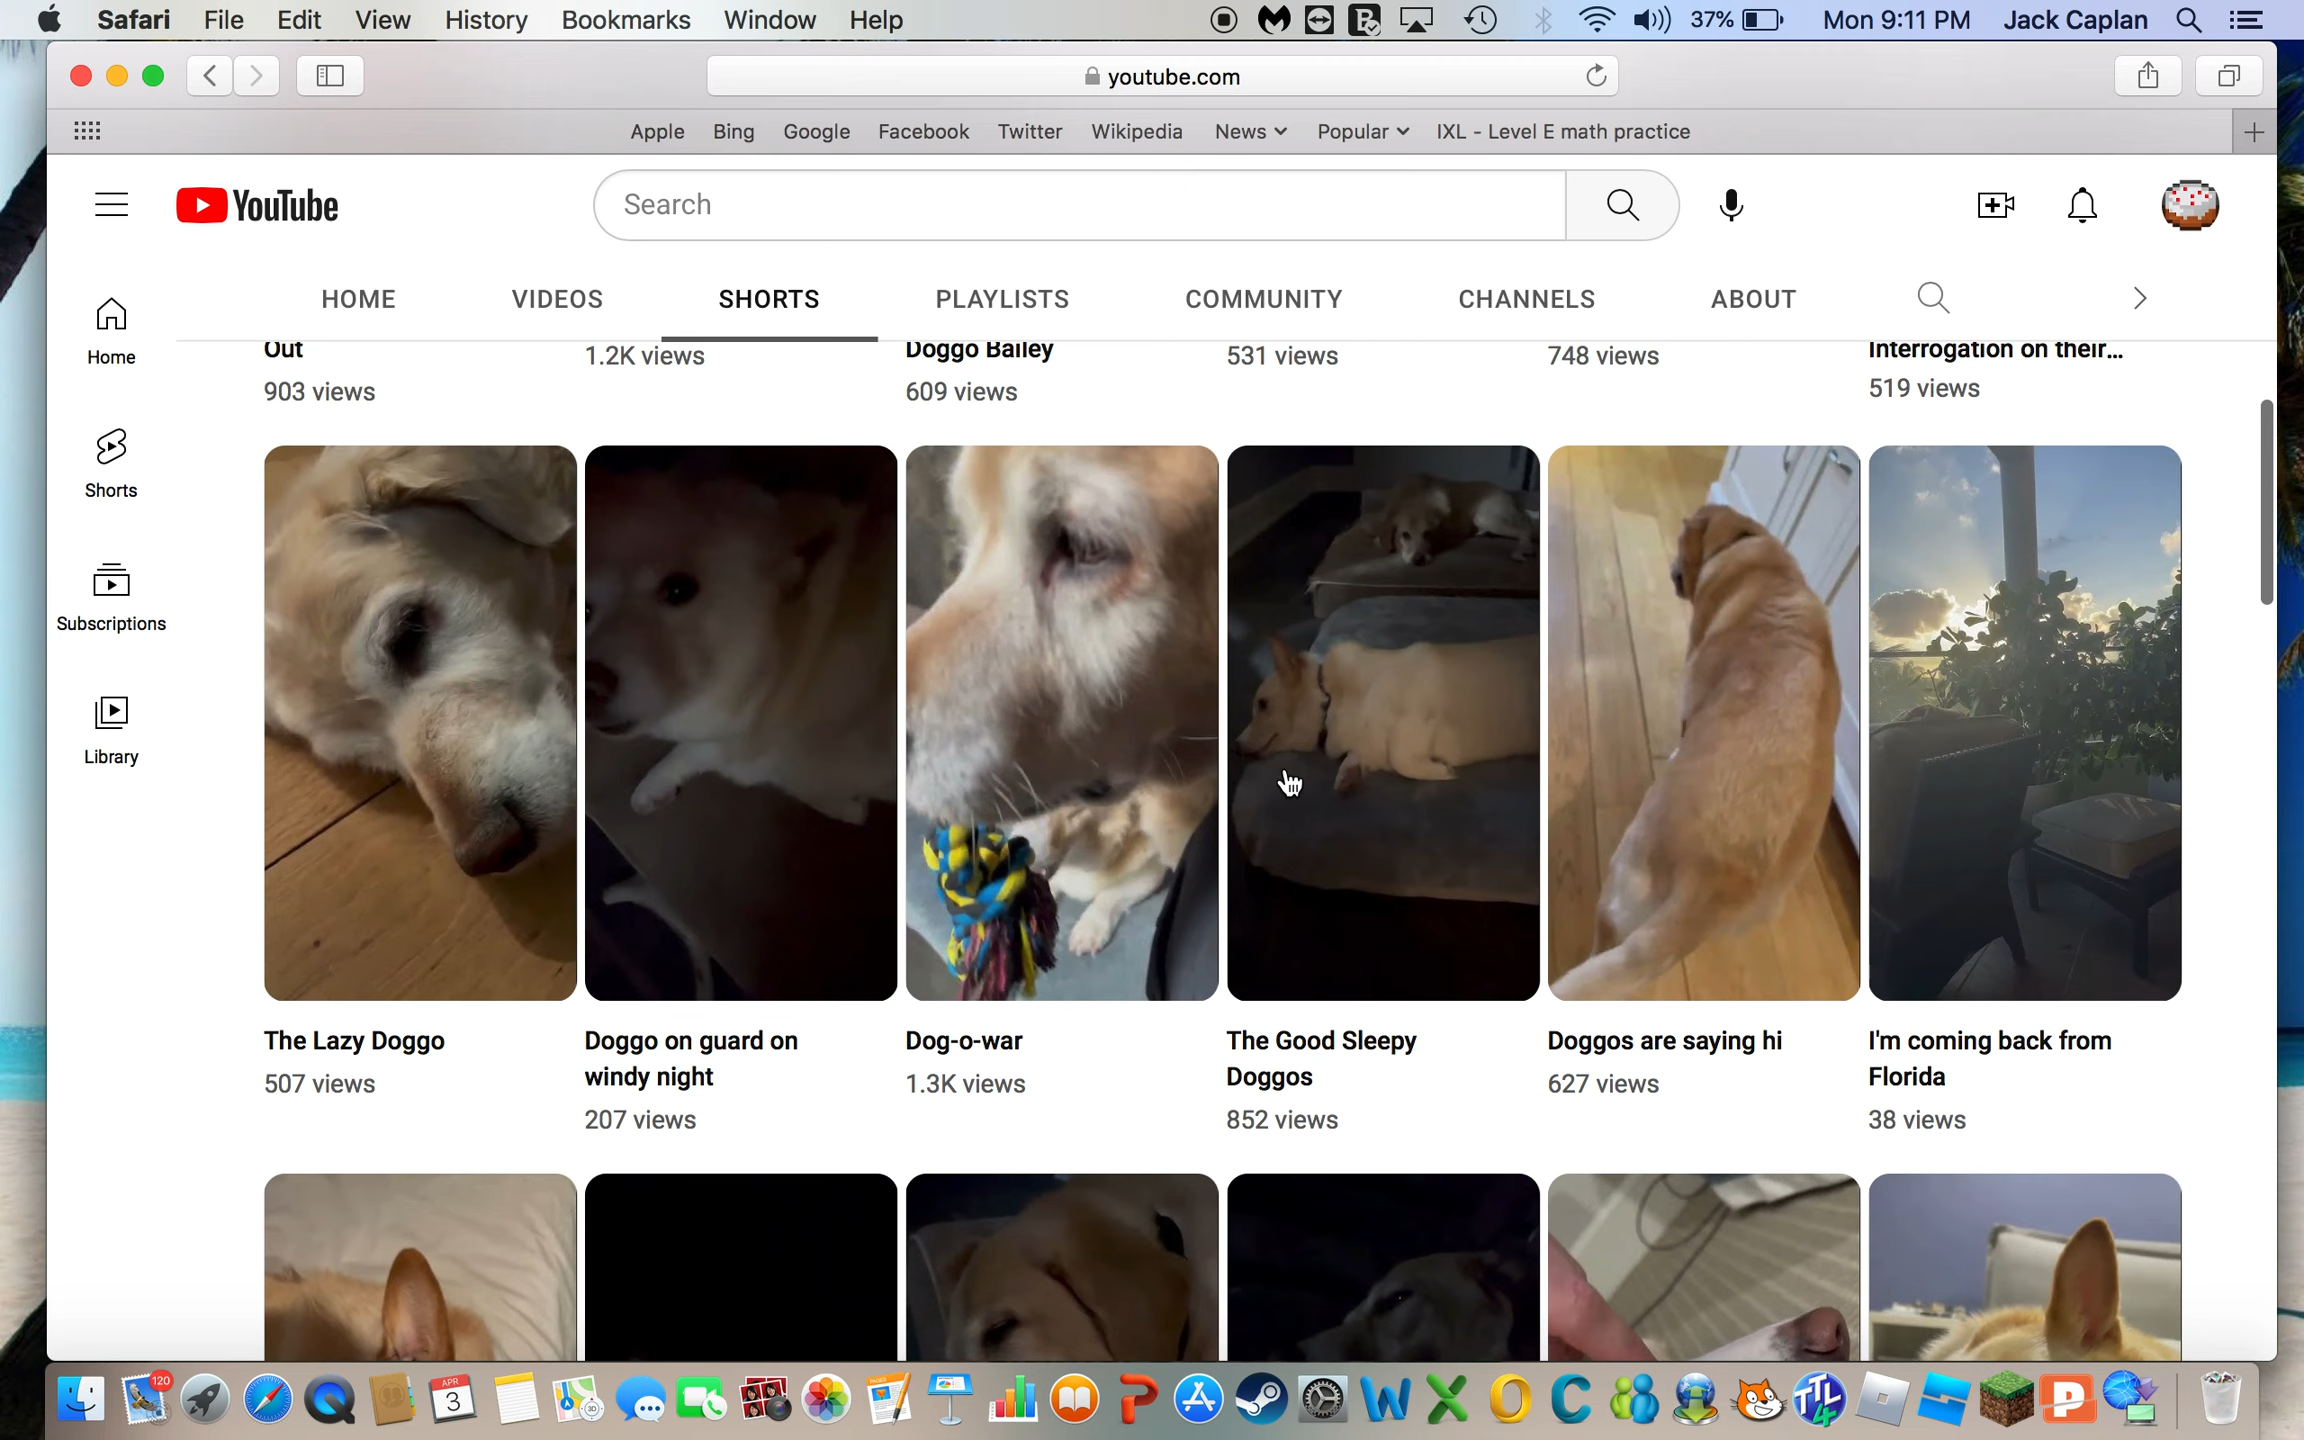 Safari File Edit View History Bookmarks Window Help 37% Mon 9:11 PM Jack Caplan
youtube.com
Apple Bing Google Facebook Twitter Wikipedia News Popular IXL - Level E math practice
YouTube Search
HOME VIDEOS SHORTS PLAYLISTS COMMUNITY CHANNELS ABOUT
Home
Shorts
Subscriptions
Library
Out
903 views
1.2K views
Doggo Bailey
609 views
531 views
748 views
Interrogation on their...
519 views
The Lazy Doggo
507 views
Doggo on guard on
windy night
207 views
Dog-o-war
1.3K views
The Good Sleepy
Doggos
852 views
Doggos are saying hi
627 views
I'm coming back from
Florida
38 views
120
APR
3
3D
TTL
4